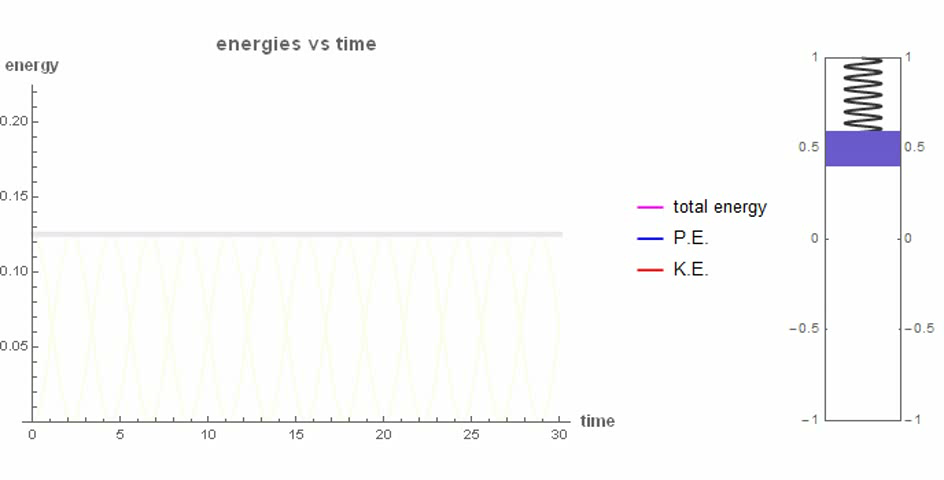 energies vs time
energy
0.20
0.15
0.10
0.05
0 5 10 15 20 25 30
time
total energy
P.E.
K.E.
1 1
0.5 0.5
0 0
−0.5 −0.5
−1 −1